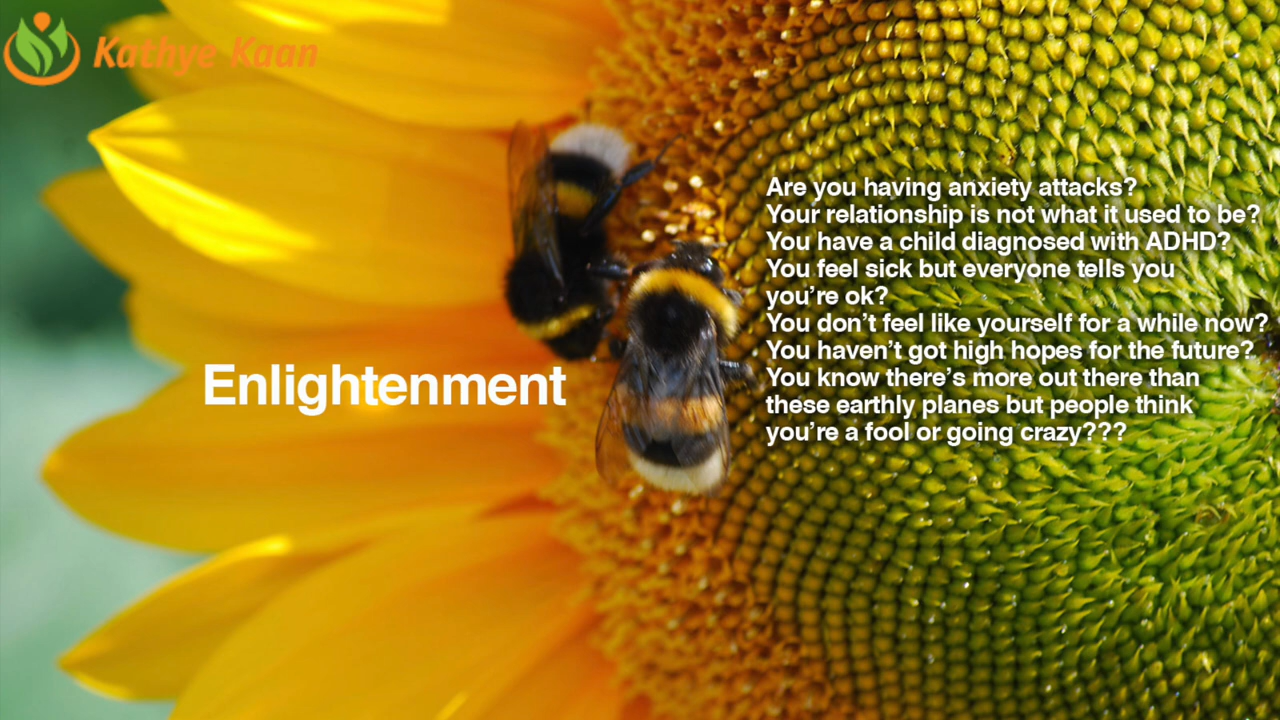 Kathye Kaan
Enlightenment
Are you having anxiety attacks?
Your relationship is not what it used to be?
You have a child diagnosed with ADHD?
You feel sick but everyone tells you
you’re ok?
You don’t feel like yourself for a while now?
You haven’t got high hopes for the future?
You know there’s more out there than
these earthly planes but people think
you’re a fool or going crazy???